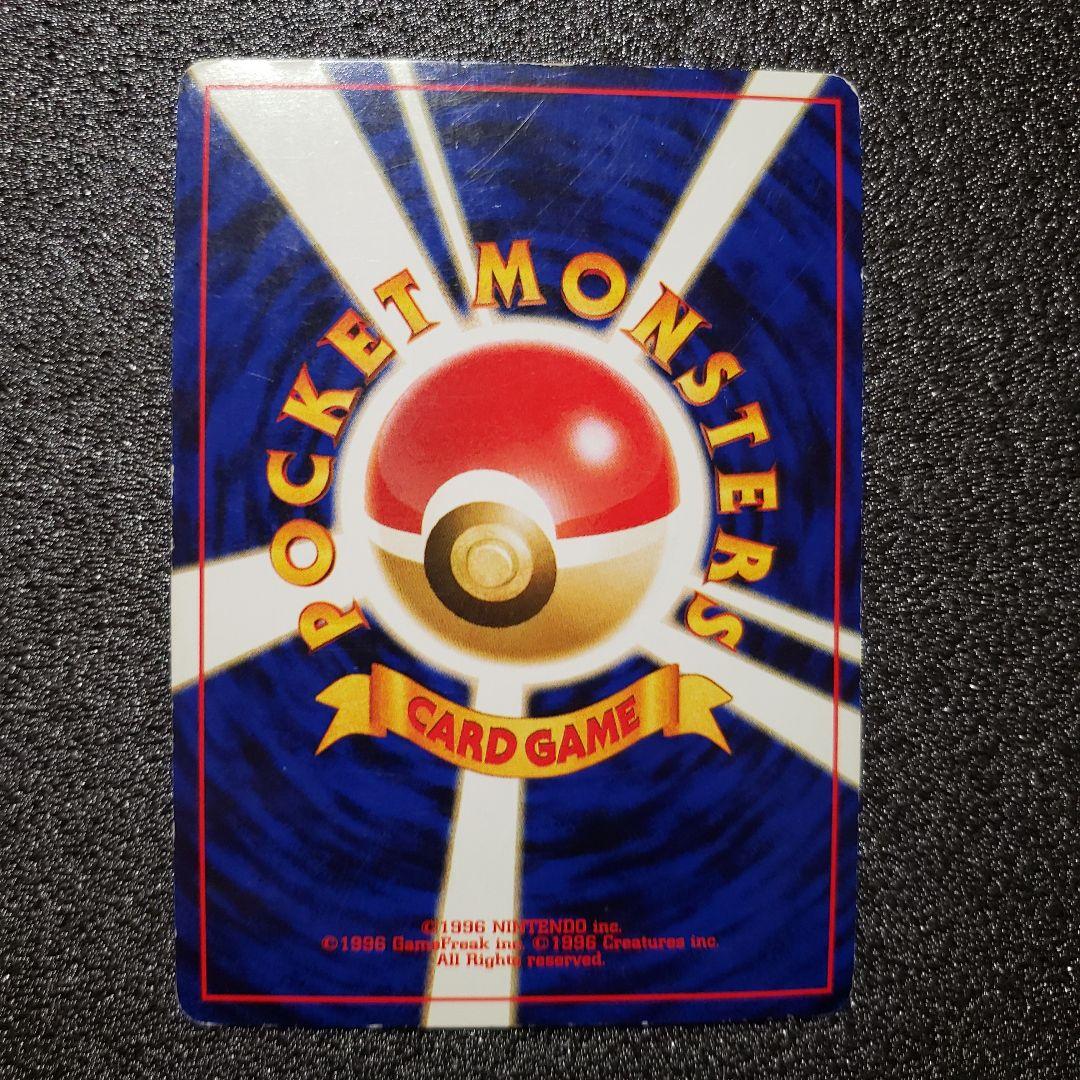 POCKET MONSTERS
CARD GAME
©1996 NINTENDO inc.
©1996 GameFreak inc. ©1996 Creatures inc.
All Rights reserved.